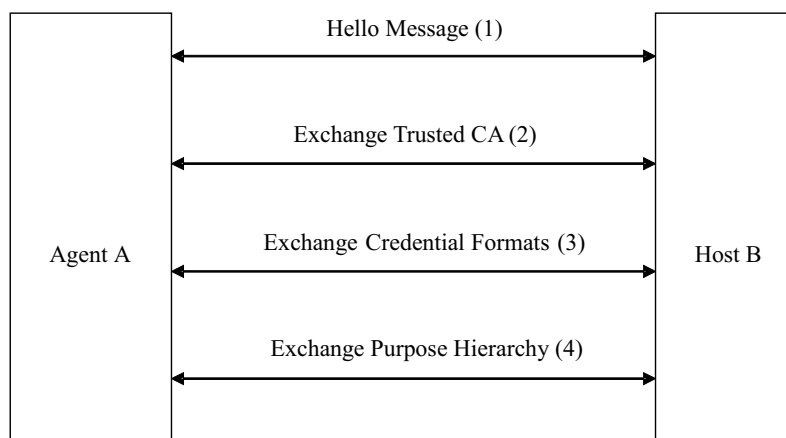 Hello Message (1)
Exchange Trusted CA (2)
Agent A
Exchange Credential Formats (3)
Host B
Exchange Purpose Hierarchy (4)